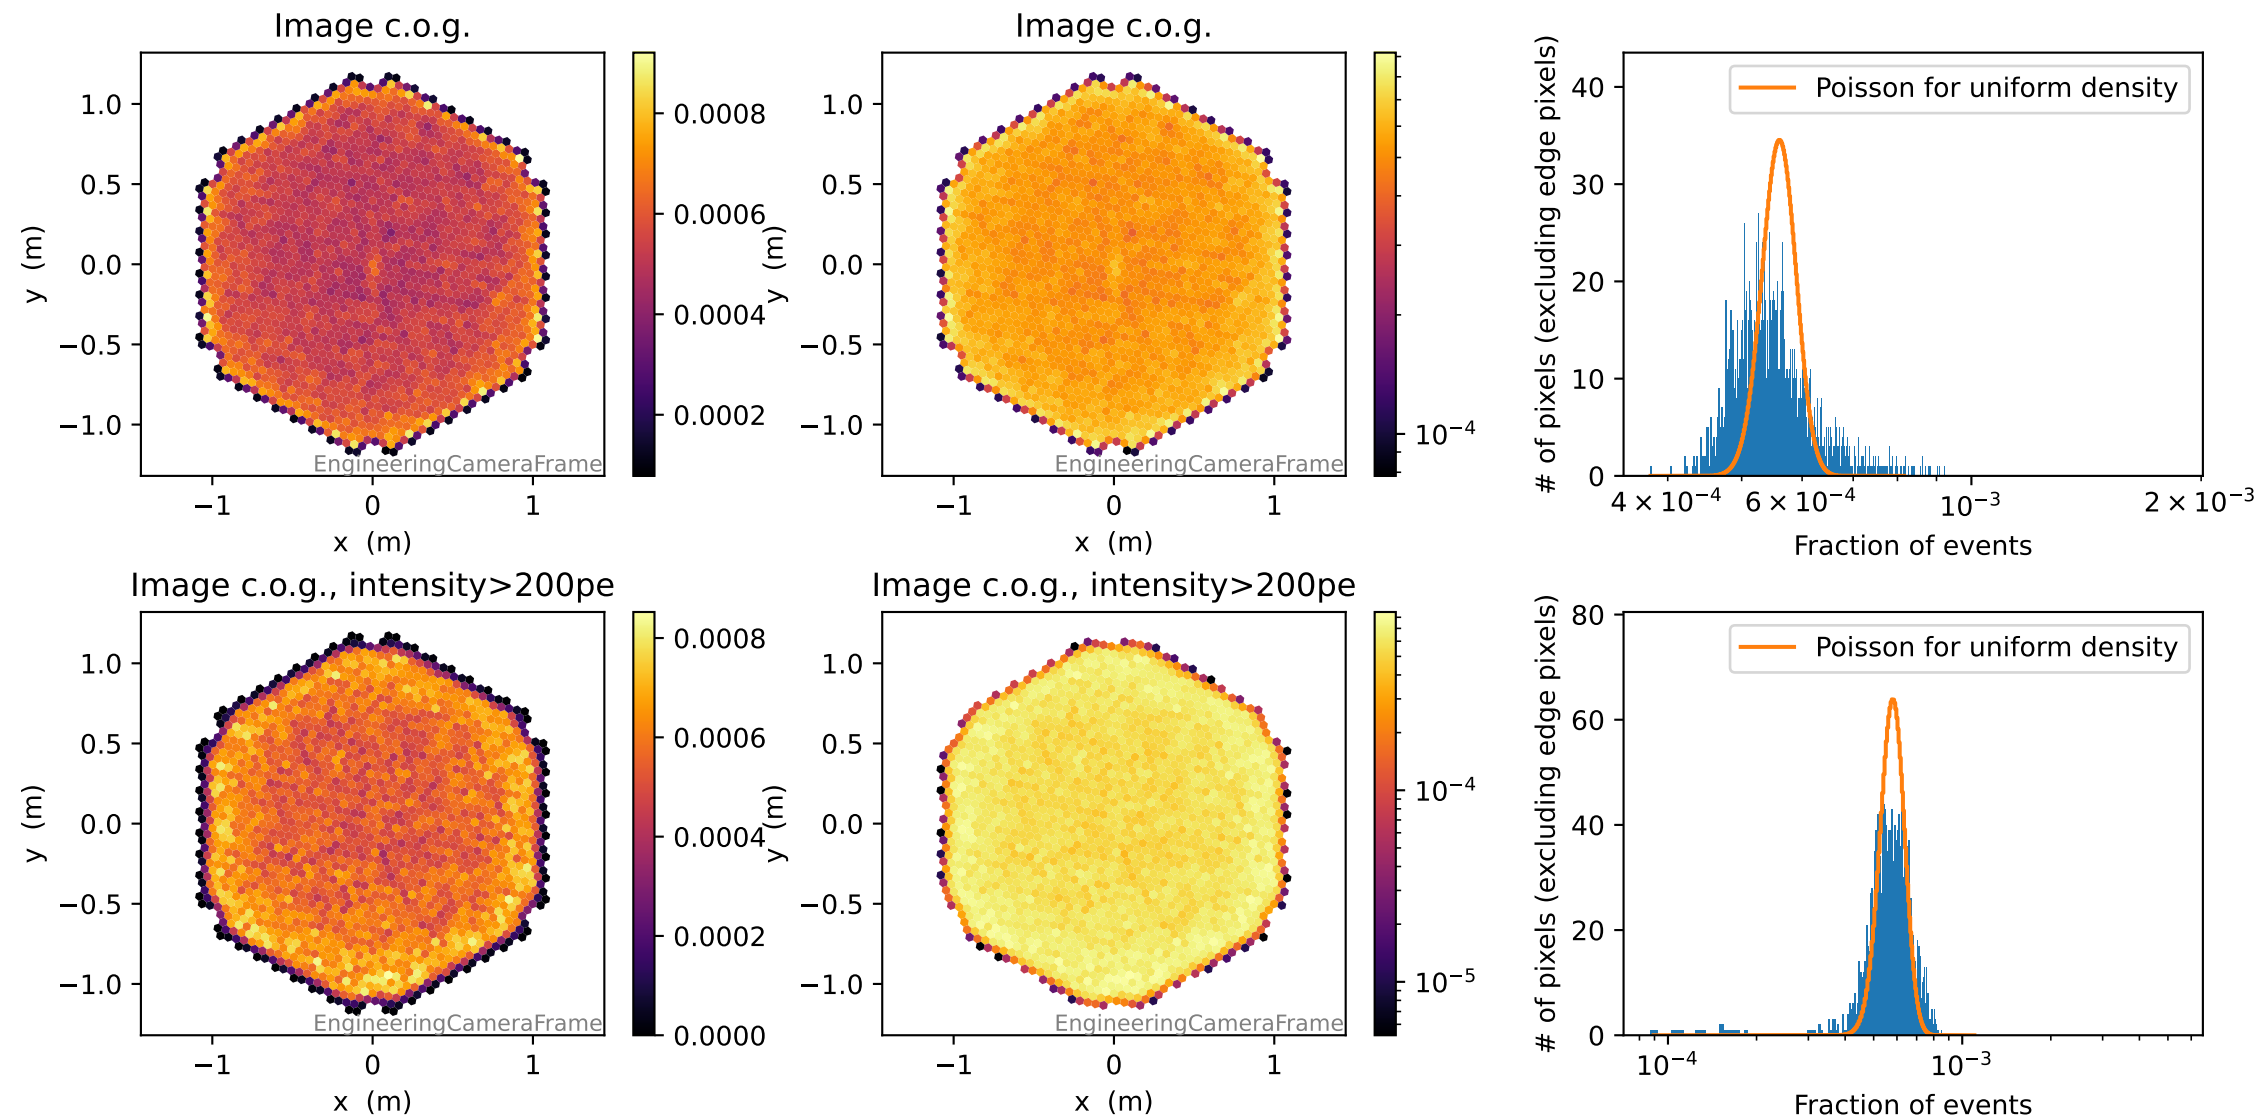 Image c.o.g.
1.0
0.5
0.0
−0.5
−1.0
y (m)
−1
0
1
x (m)
EngineeringCameraFrame
0.0008
0.0006
0.0004
0.0002
Image c.o.g.
1.0
0.5
0.0
−0.5
−1.0
y (m)
−1
0
1
x (m)
EngineeringCameraFrame
10⁻⁴
Poisson for uniform density
# of pixels (excluding edge pixels)
40
30
20
10
0
4 × 10⁻⁴
6 × 10⁻⁴
10⁻³
2 × 10⁻³
Fraction of events
Image c.o.g., intensity>200pe
1.0
0.5
0.0
−0.5
−1.0
y (m)
−1
0
1
x (m)
EngineeringCameraFrame
0.0008
0.0006
0.0004
0.0002
0.0000
Image c.o.g., intensity>200pe
1.0
0.5
0.0
−0.5
−1.0
y (m)
−1
0
1
x (m)
EngineeringCameraFrame
10⁻⁴
10⁻⁵
Poisson for uniform density
# of pixels (excluding edge pixels)
80
60
40
20
0
10⁻⁴
10⁻³
Fraction of events